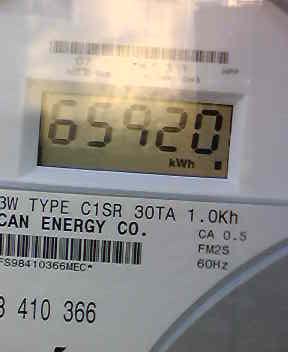 65920
kWh
3W TYPE C1SR 30TA 1.0Kh
CAN ENERGY CO.
CA 0.5
FM2S
60Hz
FS98410366MEC*
8 410 366